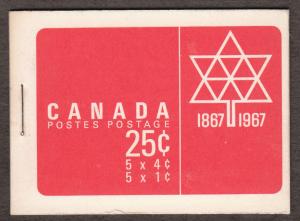 CANADA
POSTES POSTAGE
25¢
5 x 4¢
5 x 1¢
1867 1967